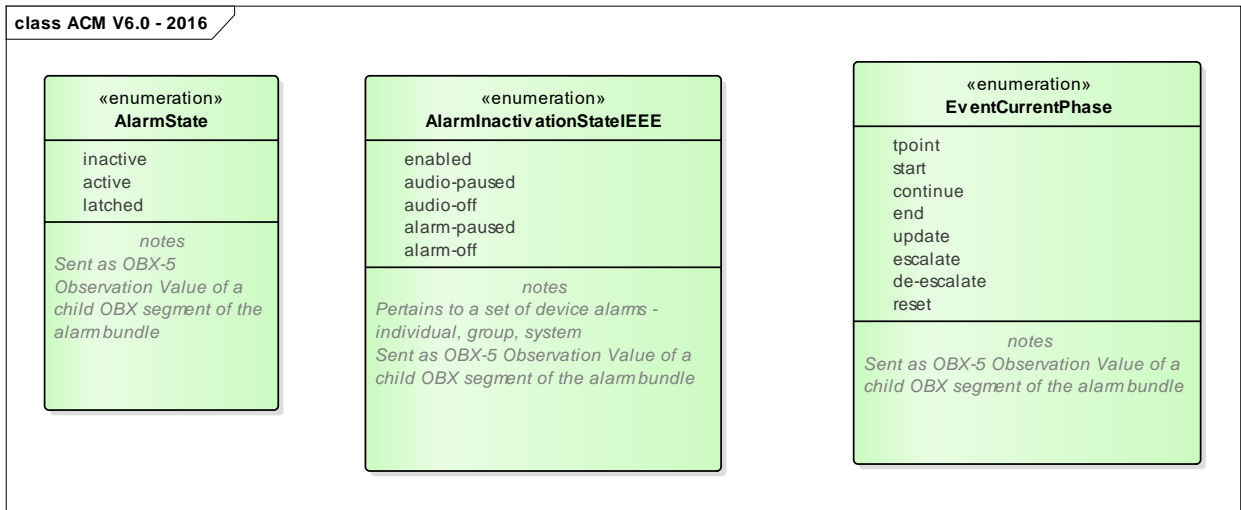 class ACM V6.0 - 2016
«enumeration»
AlarmState
inactive
active
latched
notes
Sent as OBX-5
Observation Value of a
child OBX segment of the
alarm bundle
«enumeration»
AlarmInactivationStateIEEE
enabled
audio-paused
audio-off
alarm-paused
alarm-off
notes
Pertains to a set of device alarms -
individual, group, system
Sent as OBX-5 Observation Value of a
child OBX segment of the alarm bundle
«enumeration»
EventCurrentPhase
tpoint
start
continue
end
update
escalate
de-escalate
reset
notes
Sent as OBX-5 Observation Value of a
child OBX segment of the alarm bundle